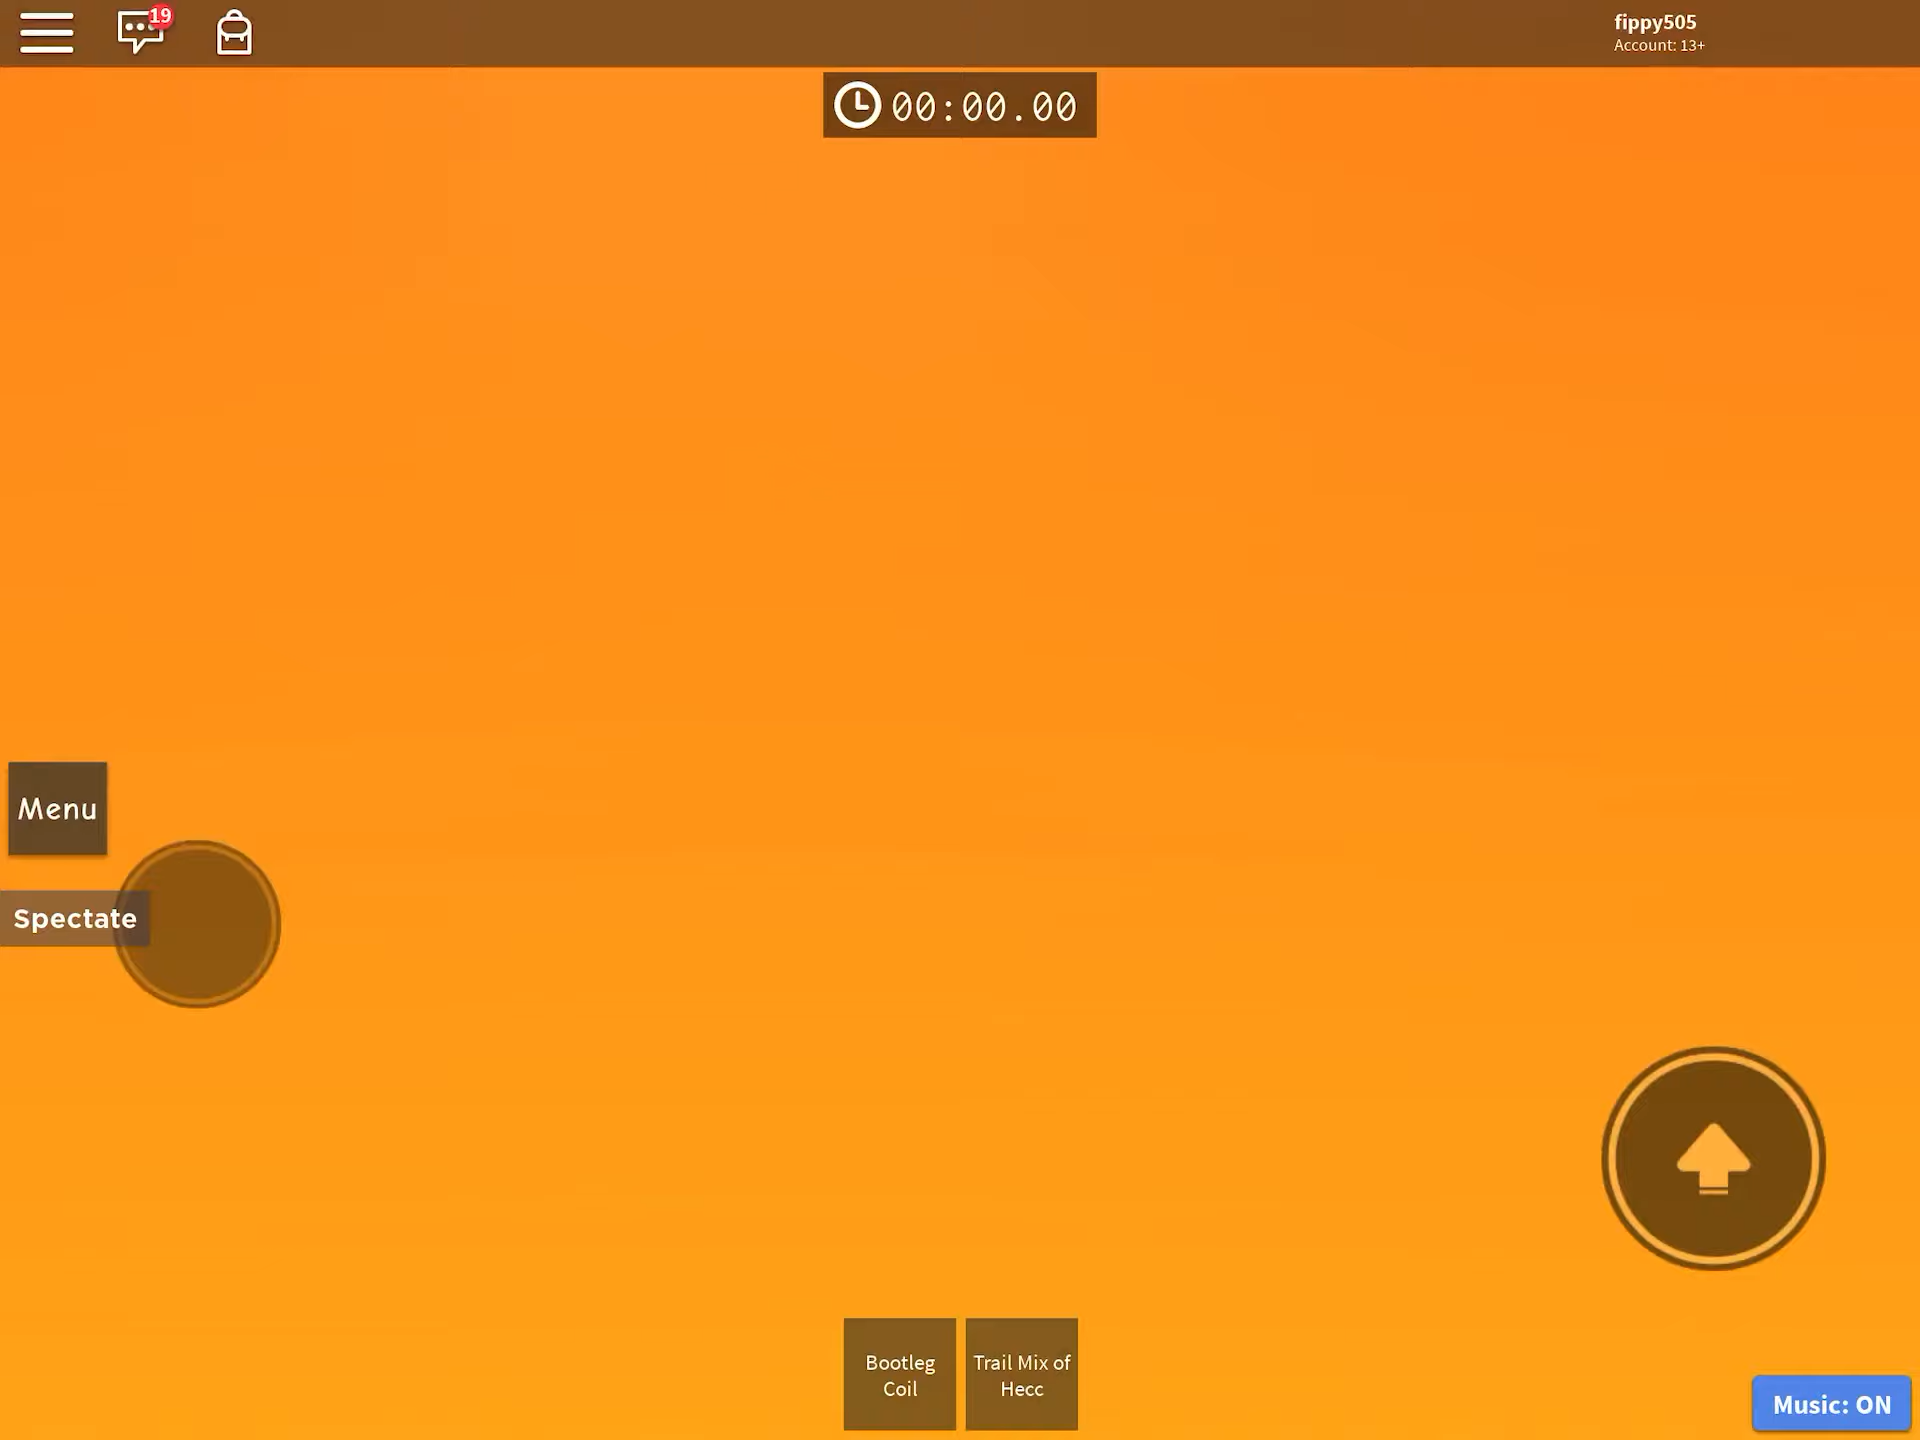 19
fippy505
Account: 13+
00:00.00
Menu
Spectate
Bootleg
Coil
Trail Mix of
Hecc
Music: ON